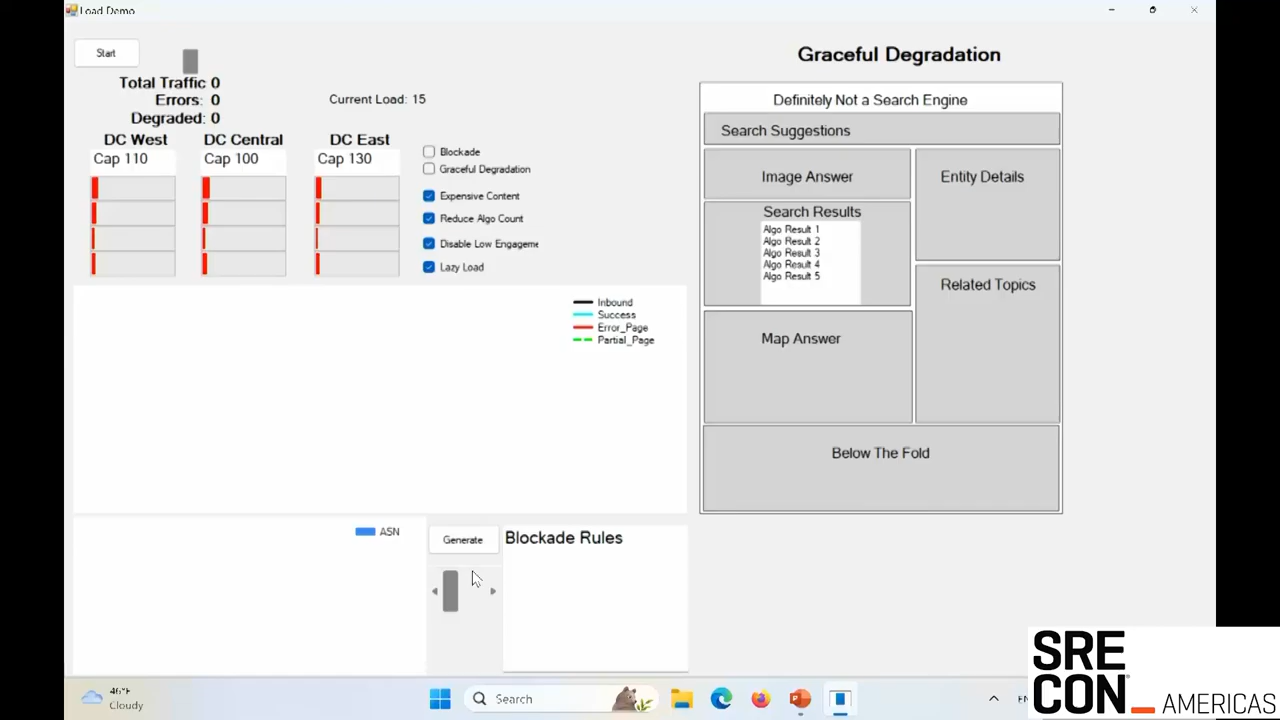 Load Demo
Start
Total Traffic 0
Errors: 0
Degraded: 0
Current Load: 15
DC West
DC Central
DC East
Cap 110
Cap 100
Cap 130
Blockade
Graceful Degradation
Expensive Content
Reduce Algo Count
Disable Low Engageme
Lazy Load
Inbound
Success
Error_Page
Partial_Page
ASN
Generate
Blockade Rules
Graceful Degradation
Definitely Not a Search Engine
Search Suggestions
Image Answer
Entity Details
Search Results
Algo Result 1
Algo Result 2
Algo Result 3
Algo Result 4
Algo Result 5
Related Topics
Map Answer
Below The Fold
46°F
Cloudy
Search
SRE
CON
AMERICAS